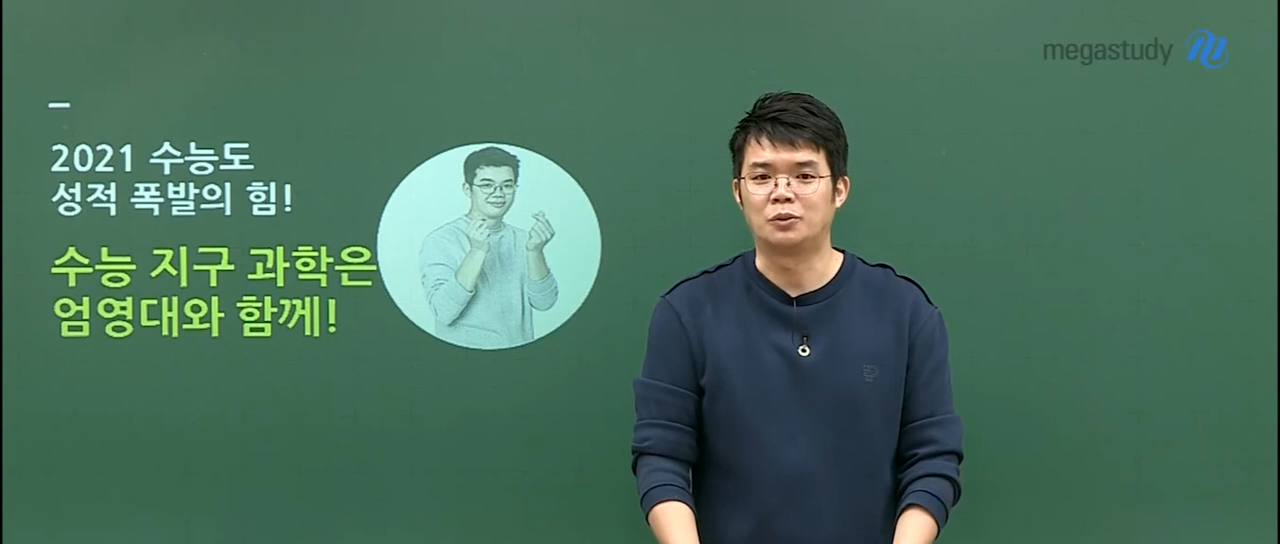 megastudy
2021 수능도
성적 폭발의 힘!
수능 지구 과학은
엄영대와 함께!